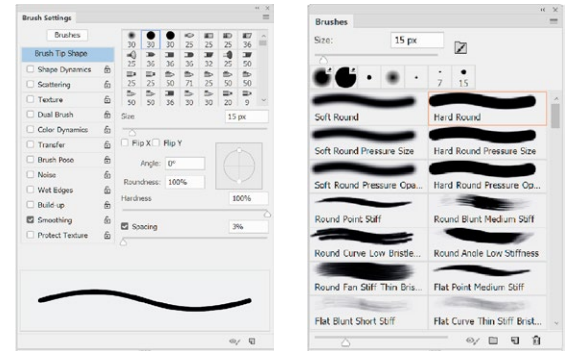 Brush Settings
Brushes
30 30 30 25 25 25 36
Brush Tip Shape
25 36 36 36 32 25 50
Shape Dynamics
Scattering
25 25 50 71 25 50 50
Texture
50 50 36 30 30 20 9
Dual Brush
Size
15 px
Color Dynamics
Transfer
Flip X
Flip Y
Brush Pose
Angle:
0°
Noise
Wet Edges
Roundness:
100%
Build-up
Hardness
100%
Smoothing
Spacing
3%
Protect Texture
Brushes
Size:
15 px
7
15
Soft Round
Hard Round
Soft Round Pressure Size
Hard Round Pressure Size
Soft Round Pressure Opa...
Hard Round Pressure Op...
Round Point Stiff
Round Blunt Medium Stiff
Round Curve Low Bristle...
Round Angle Low Stiffness
Round Fan Stiff Thin Bris...
Flat Point Medium Stiff
Flat Blunt Short Stiff
Flat Curve Thin Stiff Brist...